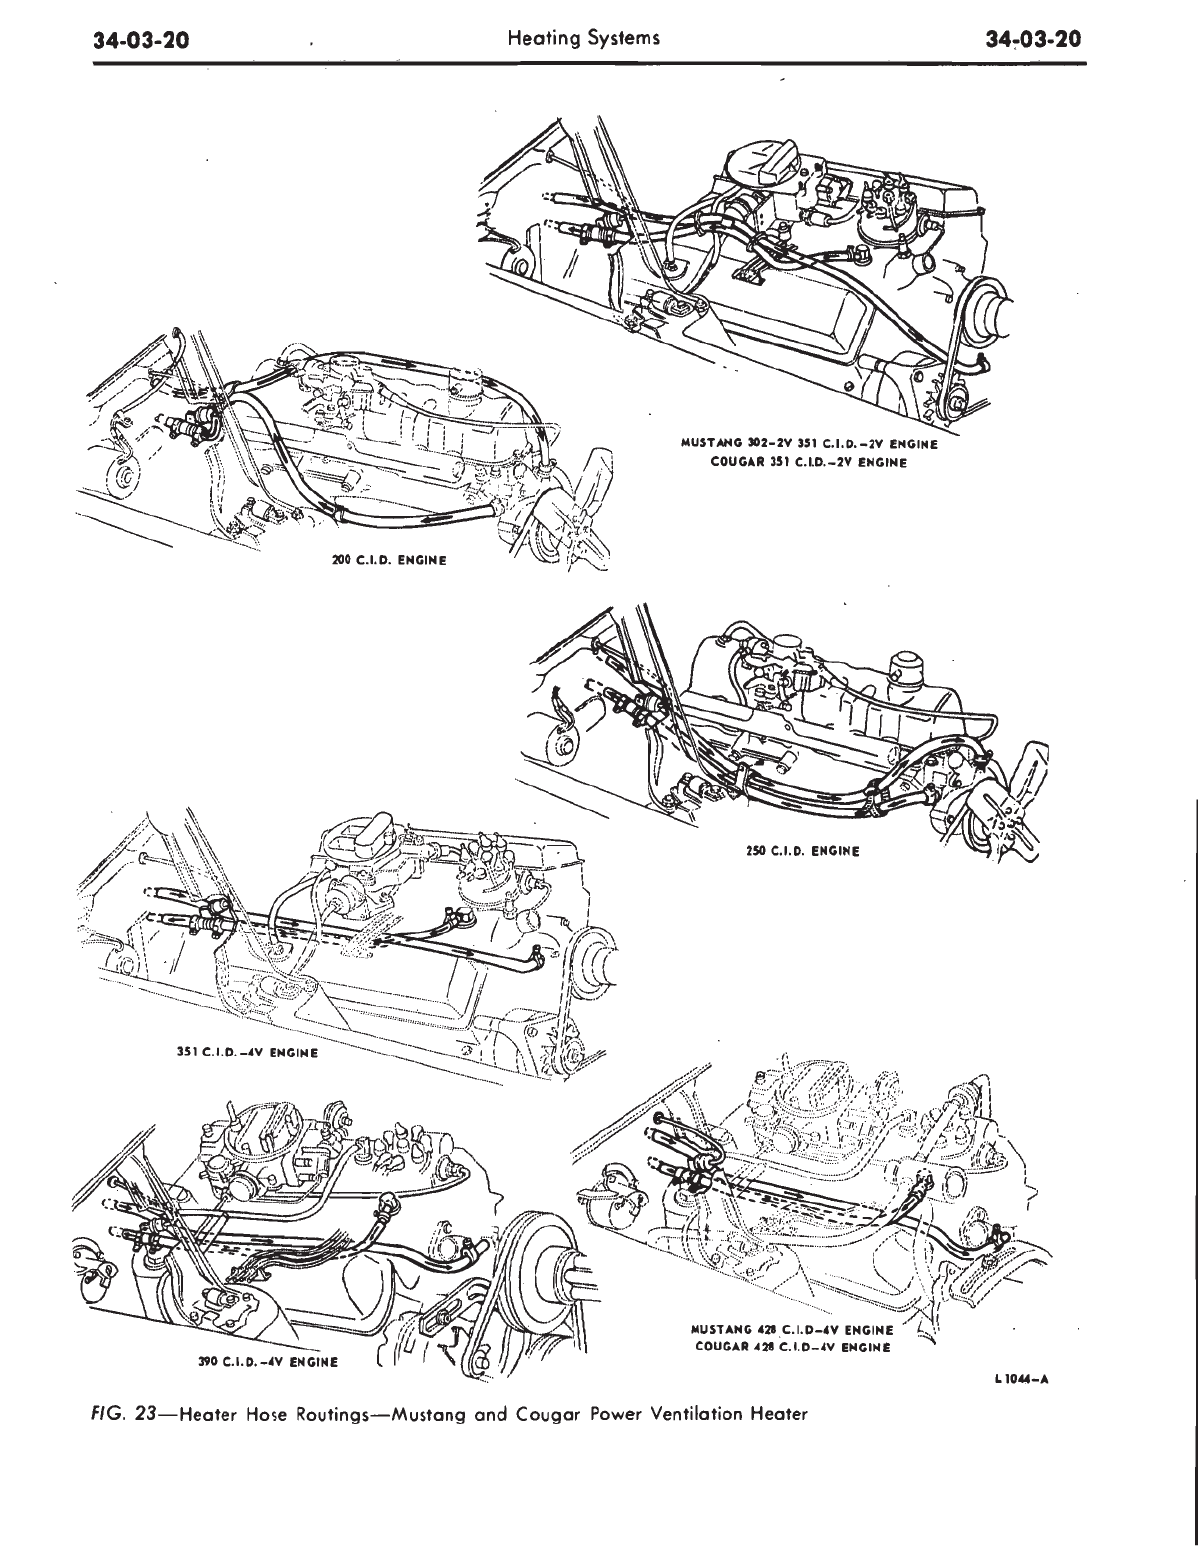 34-03-20 Heating Systems 34-03-20
MUSTANG 302-2V 351 C.I.D.-2V ENGINE
COUGAR 351 C.I.D.-2V ENGINE
200 C.I.D. ENGINE
250 C.I.D. ENGINE
351 C.I.D.-4V ENGINE
390 C.I.D.-4V ENGINE
MUSTANG 428 C.I.D-4V ENGINE
COUGAR 428 C.I.D-4V ENGINE
L1044-A
FIG. 23—Heater Hose Routings—Mustang and Cougar Power Ventilation Heater